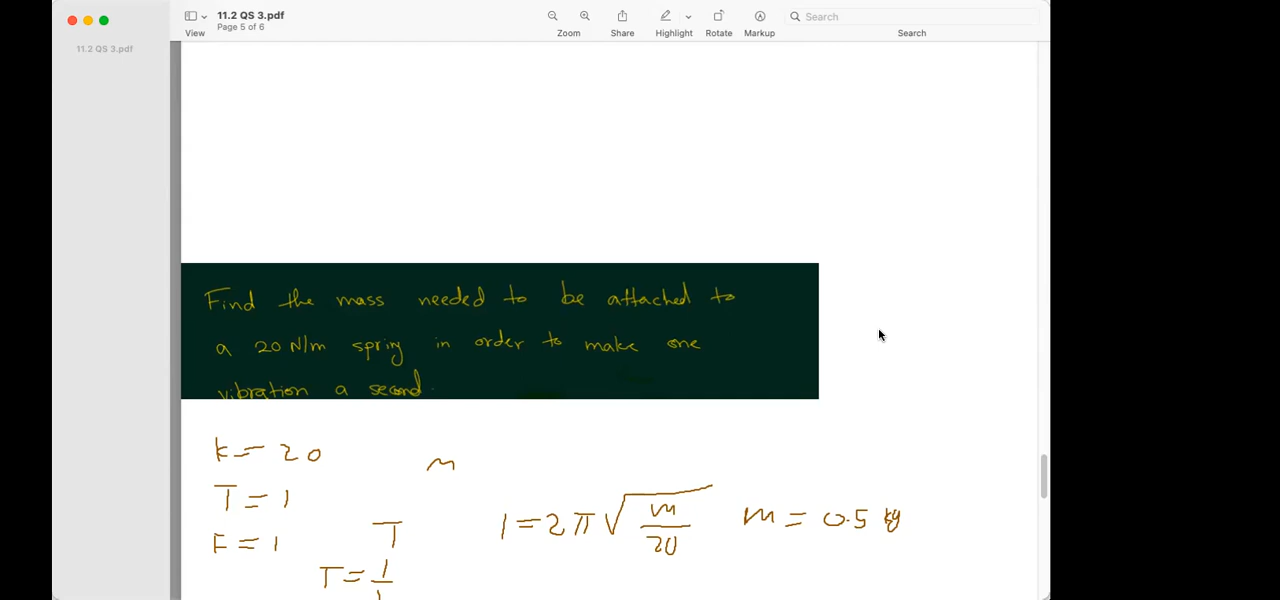 11.2 QS 3.pdf
Page 5 of 6
View
Zoom
Share
Highlight
Rotate
Markup
Search
Search
11.2 QS 3.pdf
Find the mass needed to be attached to
a 20 N/m spring in order to make one
vibration a second.
K = 20
m
T = 1
F = 1
T
T = 1/1
1 = 2π√(m/20) m = 0.5 kg